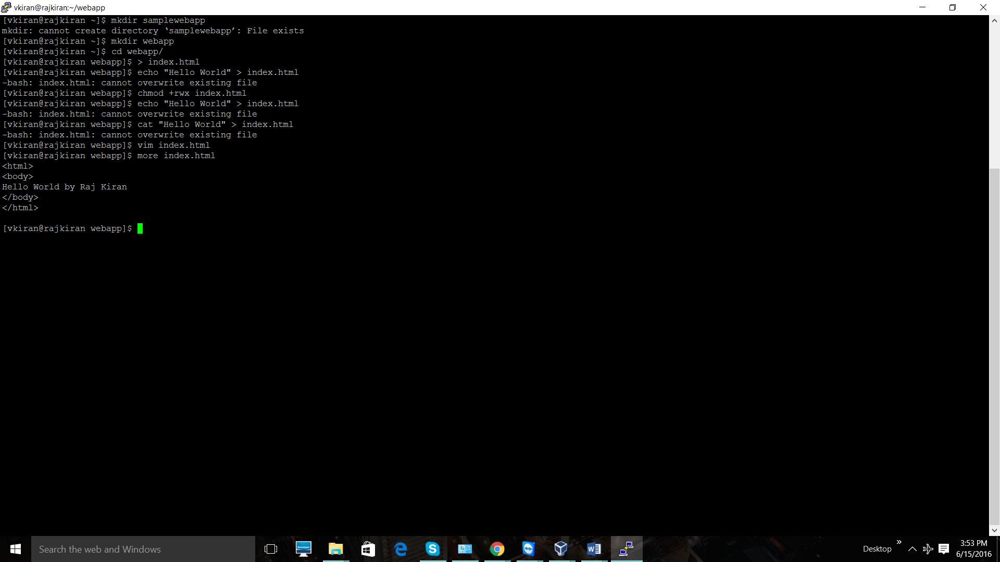 vkiran@rajkiran:~/webapp
[vkiran@rajkiran ~]$ mkdir samplewebapp
mkdir: cannot create directory ‘samplewebapp’: File exists
[vkiran@rajkiran ~]$ mkdir webapp
[vkiran@rajkiran ~]$ cd webapp/
[vkiran@rajkiran webapp]$ > index.html
[vkiran@rajkiran webapp]$ echo "Hello World" > index.html
-bash: index.html: cannot overwrite existing file
[vkiran@rajkiran webapp]$ chmod +rwx index.html
[vkiran@rajkiran webapp]$ echo "Hello World" > index.html
-bash: index.html: cannot overwrite existing file
[vkiran@rajkiran webapp]$ cat "Hello World" > index.html
-bash: index.html: cannot overwrite existing file
[vkiran@rajkiran webapp]$ vim index.html
[vkiran@rajkiran webapp]$ more index.html
<html>
<body>
Hello World by Raj Kiran
</body>
</html>
[vkiran@rajkiran webapp]$
Search the web and Windows
Desktop
3:53 PM
6/15/2016